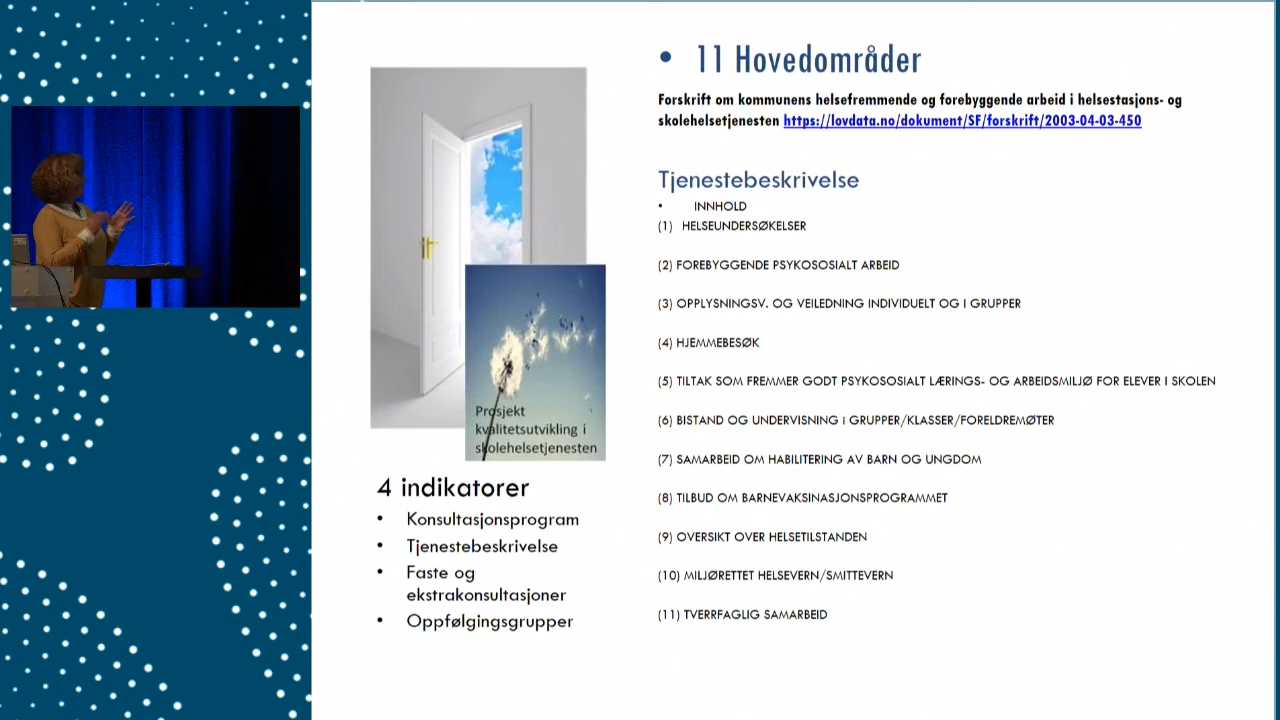 • 11 Hovedområder
Forskrift om kommunens helsefremmende og forebyggende arbeid i helsestasjons- og
skolehelsetjenesten https://lovdata.no/dokument/SF/forskrift/2003-04-03-450
Tjenestebeskrivelse
• INNHOLD
(1) HELSEUNDERSØKELSER
(2) FOREBYGGENDE PSYKOSOSIALT ARBEID
(3) OPPLYSNINGSV. OG VEILEDNING INDIVIDUELT OG I GRUPPER
(4) HJEMMEBESØK
(5) TILTAK SOM FREMMER GODT PSYKOSOSIALT LÆRINGS- OG ARBEIDSMILJØ FOR ELEVER I SKOLEN
(6) BISTAND OG UNDERVISNING i GRUPPER/KLASSER/FORELDREMØTER
(7) SAMARBEID OM HABILITERING AV BARN OG UNGDOM
(8) TILBUD OM BARNEVAKSINASJONSPROGRAMMET
(9) OVERSIKT OVER HELSETILSTANDEN
(10) MILJØRETTET HELSEVERN/SMITTEVERN
(11) TVERRFAGLIG SAMARBEID
Prosjekt
kvalitetsutvikling i
skolehelsetjenesten
4 indikatorer
• Konsultasjonsprogram
• Tjenestebeskrivelse
• Faste og
ekstrakonsultasjoner
• Oppfølgingsgrupper